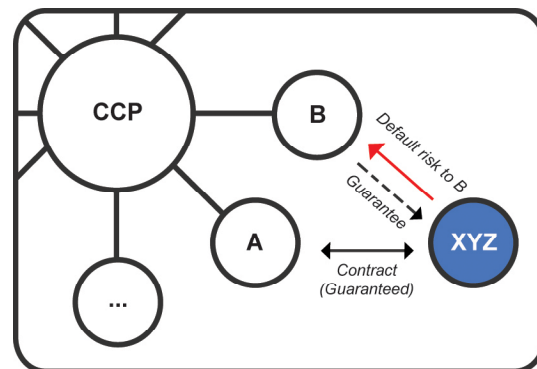 CCP
B
Default risk to B
Guarantee
A
XYZ
Contract
(Guaranteed)
...